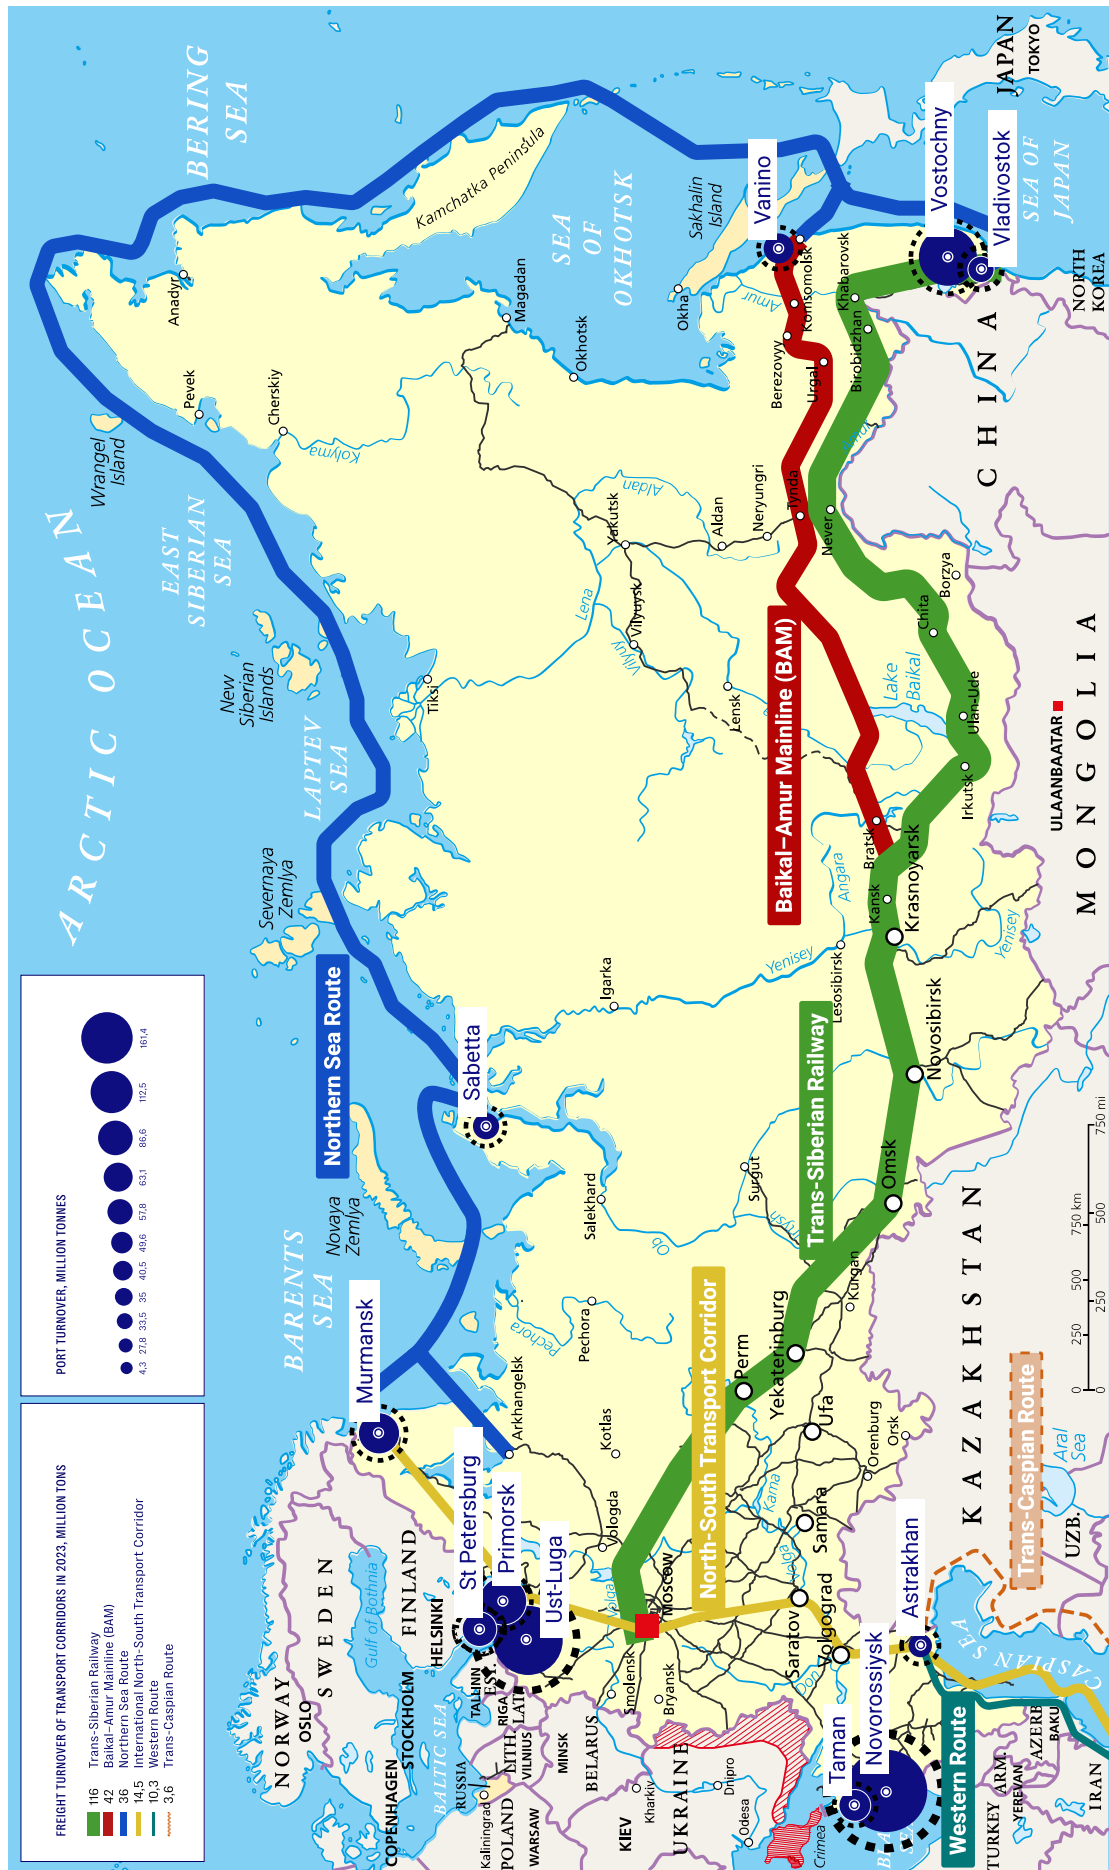 FREIGHT TURNOVER OF TRANSPORT CORRIDORS IN 2023, MILLION TONS
116 Trans-Siberian Railway
42 Baikal–Amur Mainline (BAM)
36 Northern Sea Route
14,5 International North-South Transport Corridor
10,3 Western Route
3,6 Trans-Caspian Route
PORT TURNOVER, MILLION TONNES
4,3 27,8 33,5 35 40,5 49,6 57,8 63,1 86,6 112,5 161,4
ARCTIC OCEAN
BARENTS
SEA
Novaya
Zemlya
Northern Sea Route
Severnaya
Zemlya
LAPTEV
SEA
New
Siberian
Islands
EAST
SIBERIAN
SEA
Wrangel
Island
BERING
SEA
Anadyr
Pevek
Cherskiy
Kolyma
Kamchatka Peninsula
Magadan
SEA
OF
OKHOTSK
Okhotsk
Sakhalin
Island
Okha
Amur
Vanino
Komsomolsk
Berezovyy
Urgal
Khabarovsk
Birobidzhan
Amur
Vostochny
Vladivostok
SEA OF
JAPAN
JAPAN
TOKYO
NORTH
KOREA
CHINA
Tiksi
Lena
Vilyuy
Vilyuysk
Yakutsk
Aldan
Aldan
Neryungri
Tynda
Never
Lensk
Baikal–Amur Mainline (BAM)
Lake
Baikal
Chita
Borzya
Ulan-Ude
Irkutsk
Bratsk
Angara
Kansk
Krasnoyarsk
Lesosibirsk
Yenisey
Yenisey
Igarka
ULAANBAATAR
MONGOLIA
Sabetta
Salekhard
Ob
Surgut
Irtysh
Trans-Siberian Railway
Novosibirsk
Omsk
Kurgan
Yekaterinburg
Perm
Ufa
Orenburg
Orsk
Samara
Kama
Volga
Pechora
Pechora
Murmansk
Arkhangelsk
Kotlas
Vologda
Volga
St Petersburg
Primorsk
Ust-Luga
MOSCOW
North-South Transport Corridor
Smolensk
Bryansk
Saratov
Volgograd
Don
Astrakhan
Novorossiysk
Taman
Western Route
Trans-Caspian Route
CASPIAN SEA
Aral
Sea
KAZAKHSTAN
UZB.
0 250 500 750 km
0 250 500 750 mi
NORWAY
OSLO
SWEDEN
STOCKHOLM
Gulf of Bothnia
FINLAND
HELSINKI
COPENHAGEN
BALTIC SEA
TALLINN
EST.
RIGA
LAT.
LITH.
VILNIUS
RUSSIA
Kaliningrad
POLAND
WARSAW
MINSK
BELARUS
KIEV
Kharkiv
UKRAINE
Dnipro
Odesa
Crimea
TURKEY
ARM.
YEREVAN
AZERB.
BAKU
IRAN